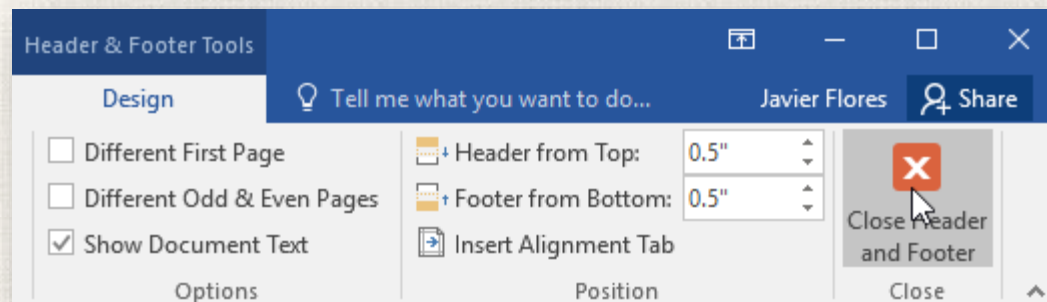 Header & Footer Tools
Design
Tell me what you want to do...
Javier Flores
Share
Different First Page
Different Odd & Even Pages
Show Document Text
Options
Header from Top: 0.5"
Footer from Bottom: 0.5"
Insert Alignment Tab
Position
Close Header
and Footer
Close